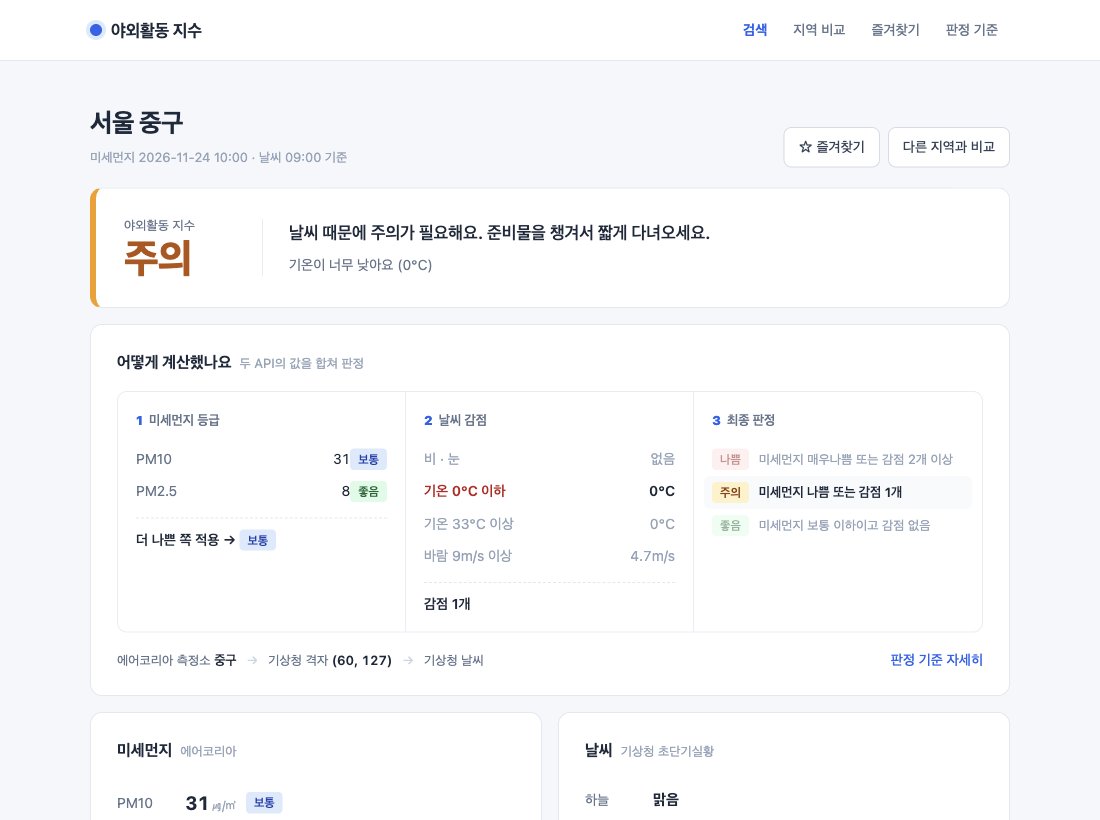 야외활동 지수
검색 지역 비교 즐겨찾기 판정 기준
서울 중구
미세먼지 2026-11-24 10:00 · 날씨 09:00 기준
☆ 즐겨찾기
다른 지역과 비교
야외활동 지수
주의
날씨 때문에 주의가 필요해요. 준비물을 챙겨서 짧게 다녀오세요.
기온이 너무 낮아요 (0°C)
어떻게 계산했나요 두 API의 값을 합쳐 판정
1 미세먼지 등급
PM10 31 보통
PM2.5 8 좋음
더 나쁜 쪽 적용 → 보통
2 날씨 감점
비 · 눈 없음
기온 0°C 이하 0°C
기온 33°C 이상 0°C
바람 9m/s 이상 4.7m/s
감점 1개
3 최종 판정
나쁨 미세먼지 매우나쁨 또는 감점 2개 이상
주의 미세먼지 나쁨 또는 감점 1개
좋음 미세먼지 보통 이하이고 감점 없음
에어코리아 측정소 중구 → 기상청 격자 (60, 127) → 기상청 날씨
판정 기준 자세히
미세먼지 에어코리아
PM10 31 ㎍/㎥ 보통
날씨 기상청 초단기실황
하늘 맑음